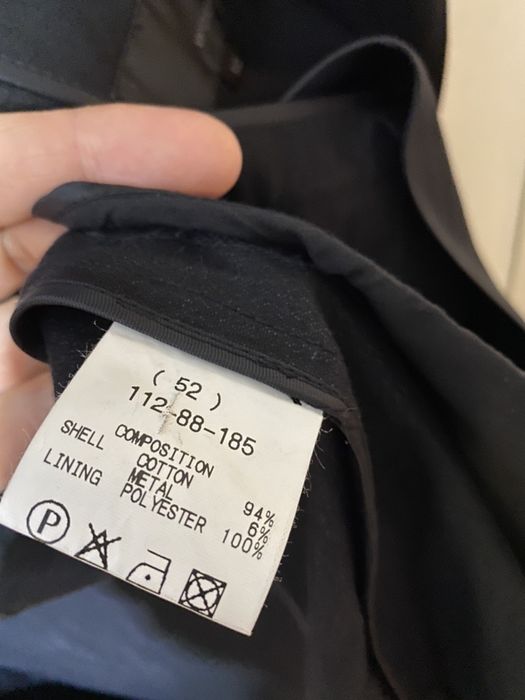 ( 52 )
112-88-185
COMPOSITION
SHELL COTTON 94%
METAL 6%
LINING POLYESTER 100%
P